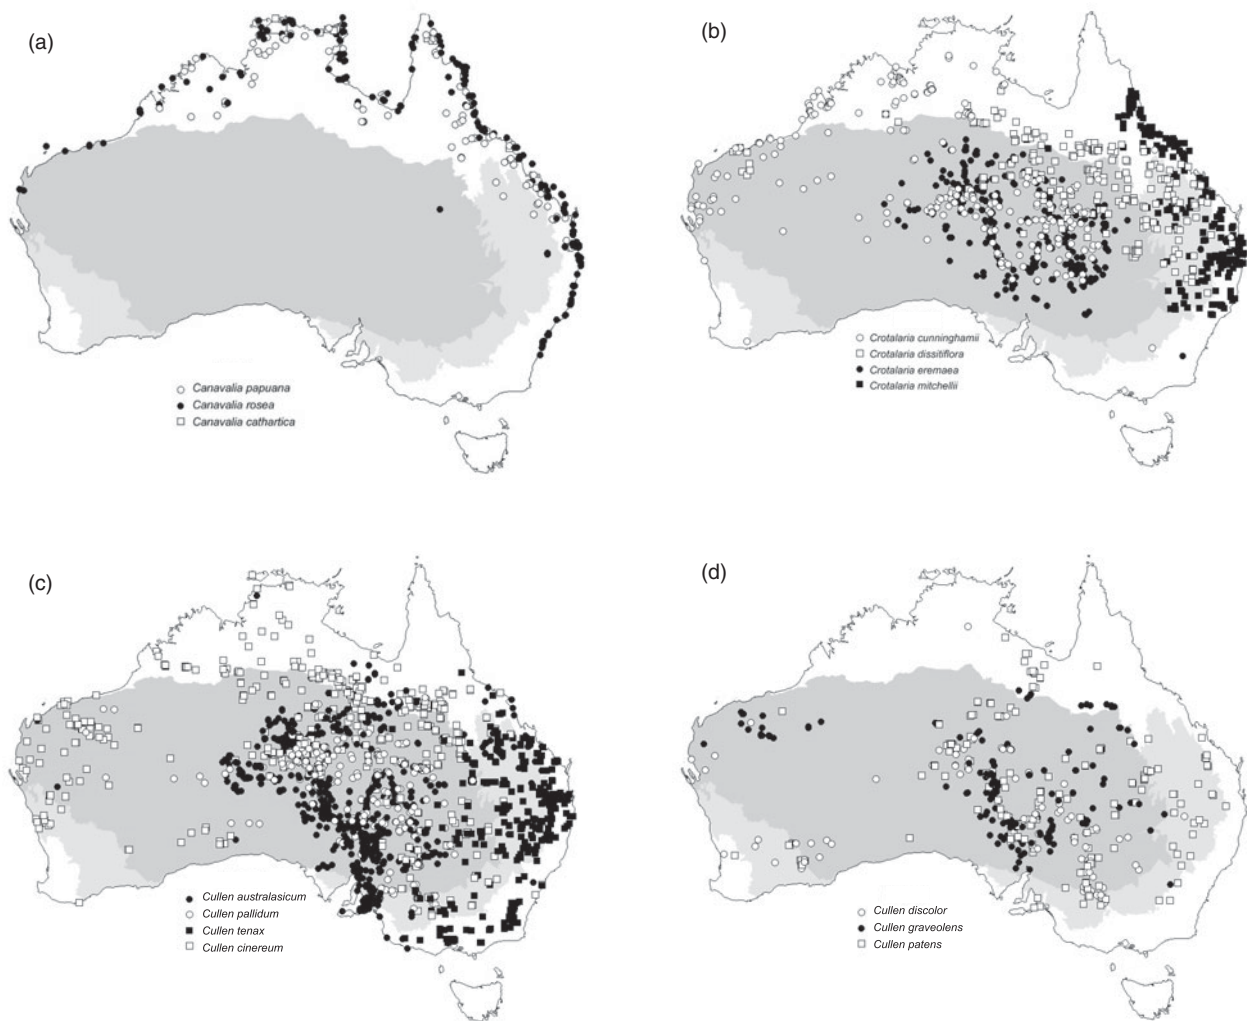 (a)
Canavalia papuana
Canavalia rosea
Canavalia cathartica
(b)
Crotalaria cunninghamii
Crotalaria dissitiflora
Crotalaria eremaea
Crotalaria mitchellii
(c)
Cullen australasicum
Cullen pallidum
Cullen tenax
Cullen cinereum
(d)
Cullen discolor
Cullen graveolens
Cullen patens